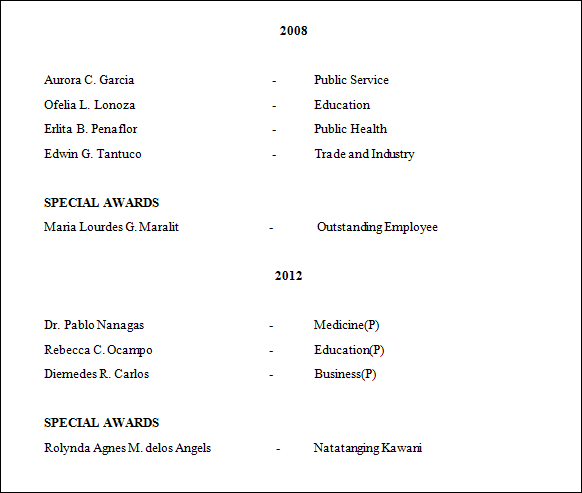 2008
Aurora C. Garcia - Public Service
Ofelia L. Lonoza - Education
Erlita B. Penaflor - Public Health
Edwin G. Tantuco - Trade and Industry
SPECIAL AWARDS
Maria Lourdes G. Maralit - Outstanding Employee
2012
Dr. Pablo Nanagas - Medicine(P)
Rebecca C. Ocampo - Education(P)
Diemedes R. Carlos - Business(P)
SPECIAL AWARDS
Rolynda Agnes M. delos Angels - Natatanging Kawani